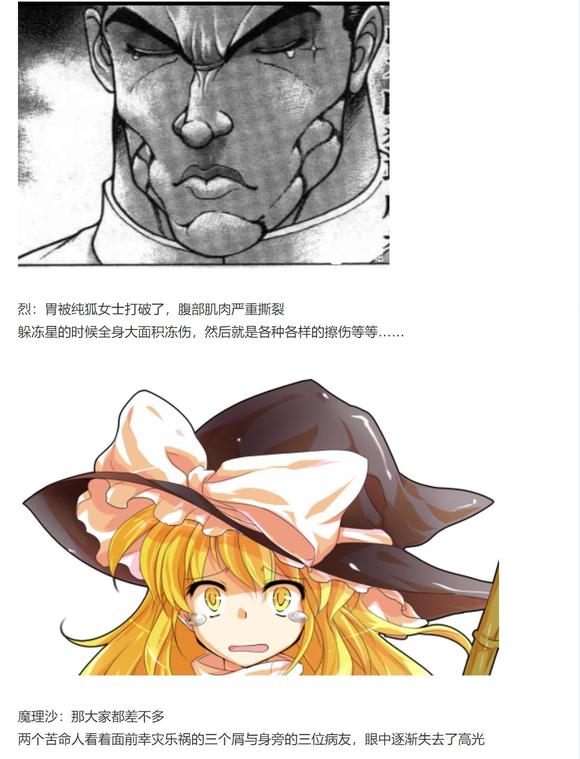 烈：胃被纯狐女士打破了，腹部肌肉严重撕裂
躲冻星的时候全身大面积冻伤，然后就是各种各样的擦伤等等……
魔理沙：那大家都差不多
两个苦命人看着面前幸灾乐祸的三个屑与身旁的三位病友，眼中逐渐失去了高光